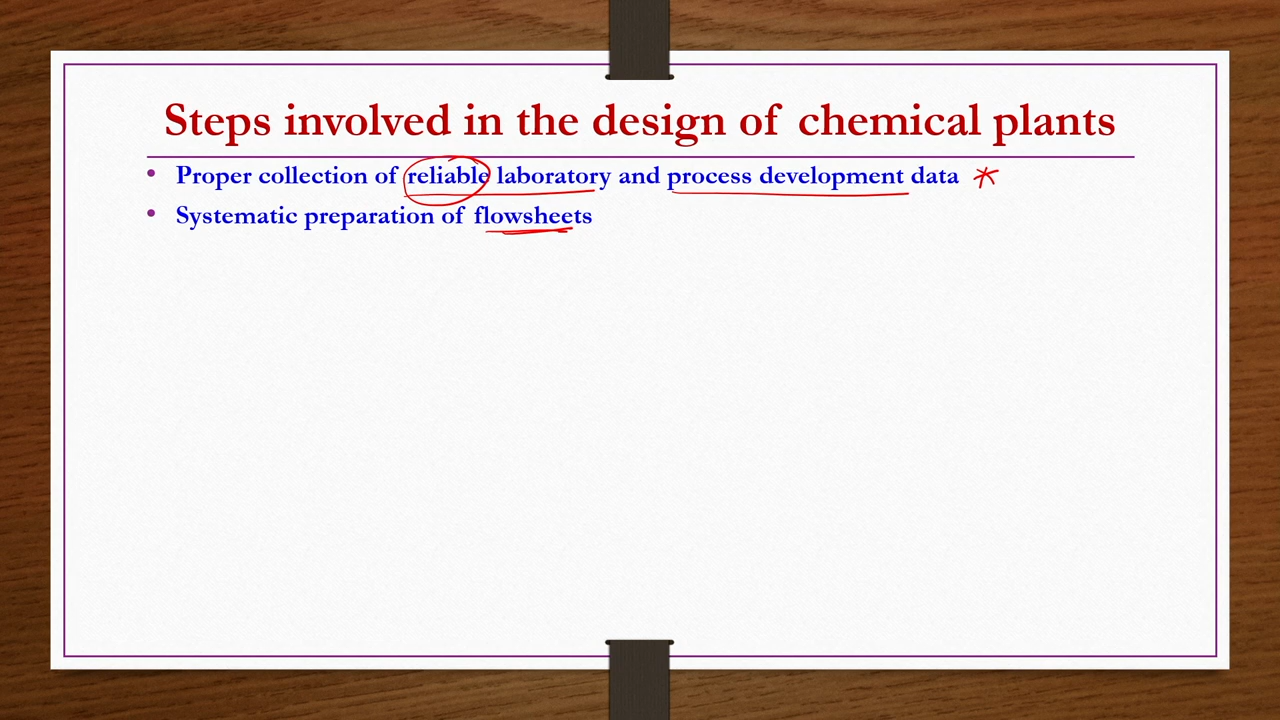 Steps involved in the design of chemical plants
• Proper collection of reliable laboratory and process development data *
• Systematic preparation of flowsheets